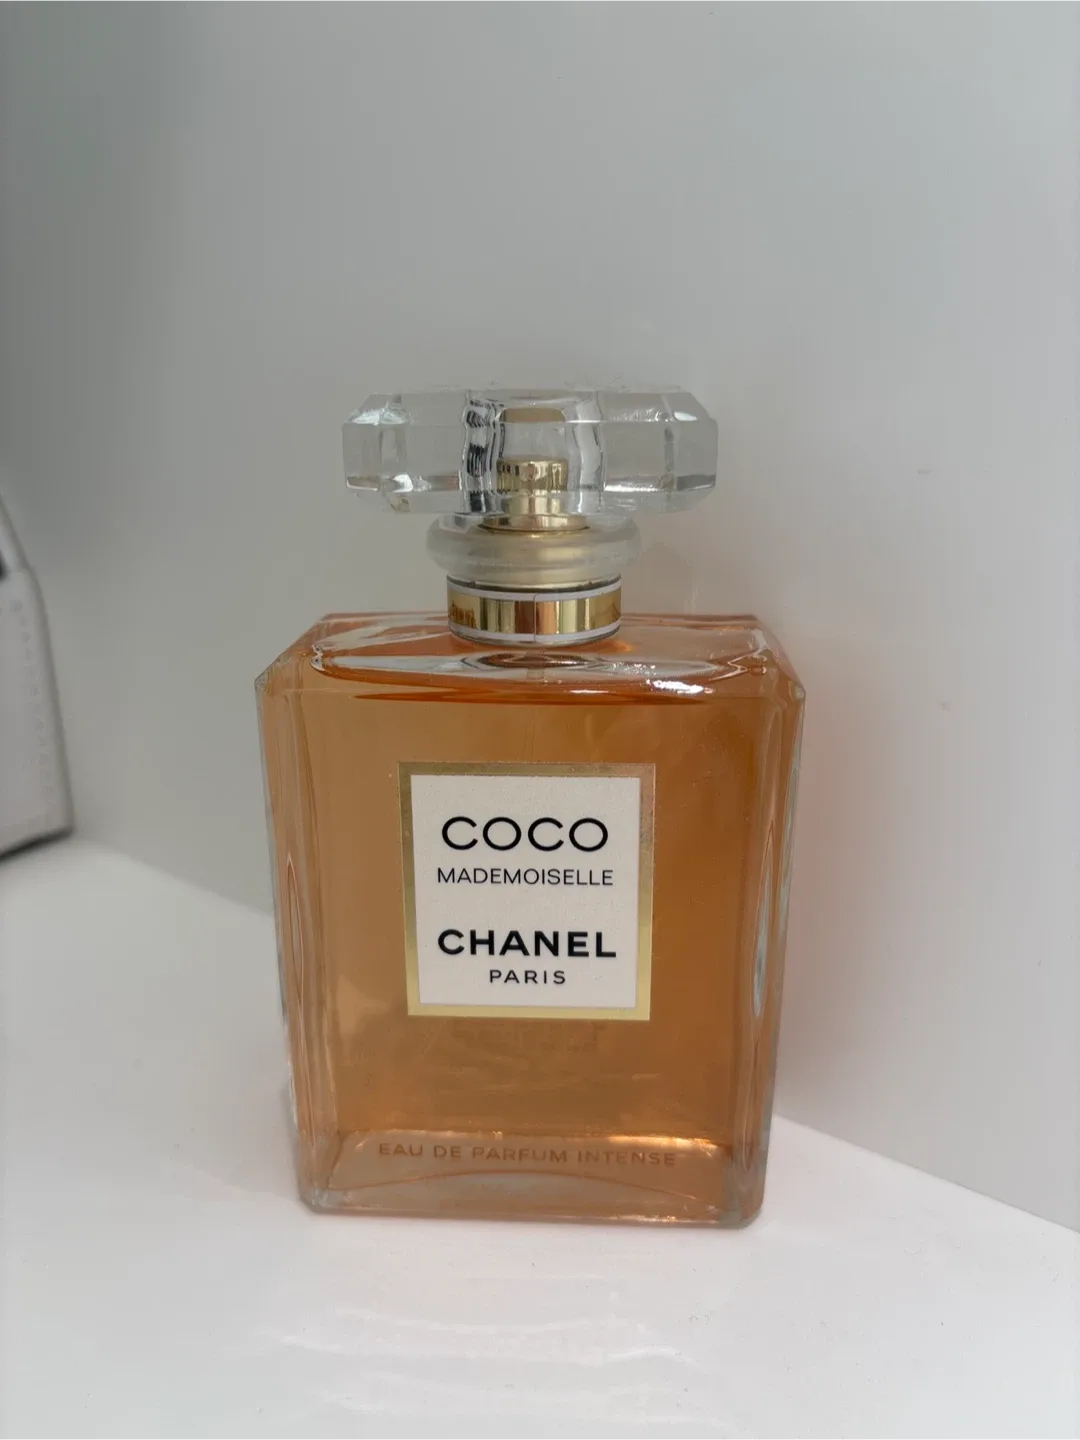 COCO
MADEMOISELLE
CHANEL
PARIS
EAU DE PARFUM INTENSE